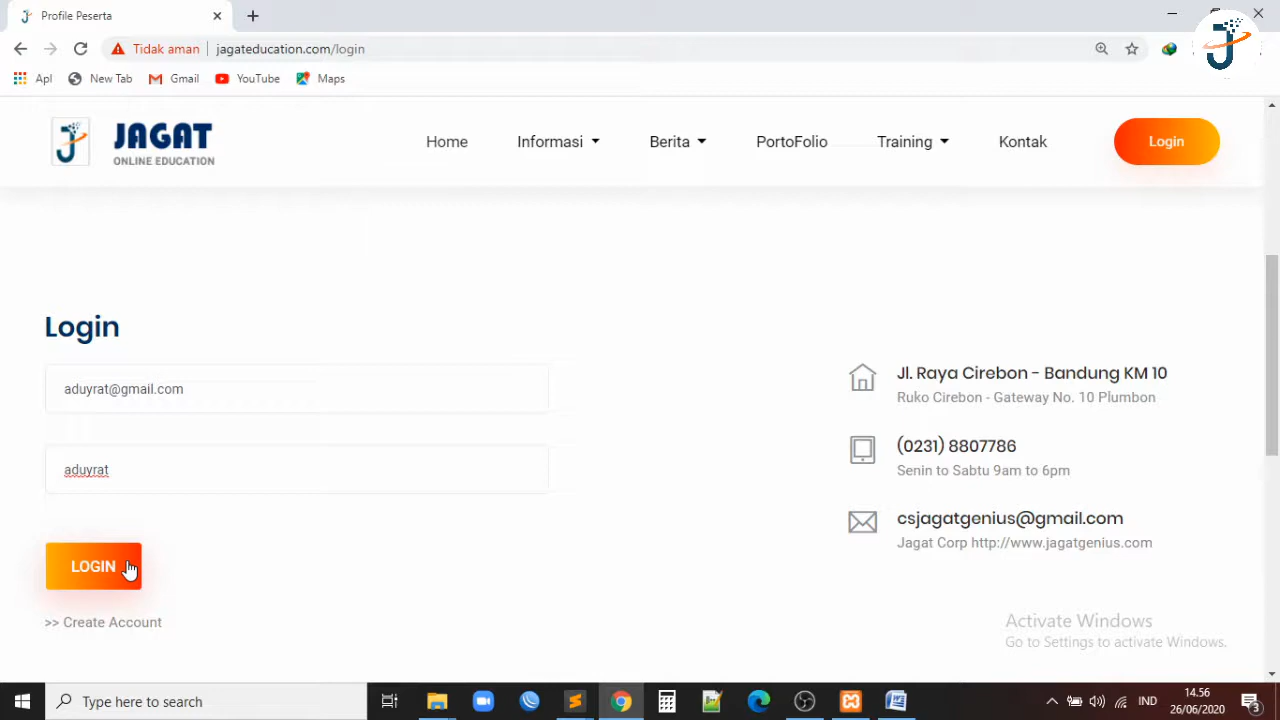 Profile Peserta
Tidak aman
jagateducation.com/login
Apl
New Tab
Gmail
YouTube
Maps
JAGAT
ONLINE EDUCATION
Home
Informasi
Berita
PortoFolio
Training
Kontak
Login
Login
aduyrat@gmail.com
aduyrat
LOGIN
>> Create Account
Jl. Raya Cirebon - Bandung KM 10
Ruko Cirebon - Gateway No. 10 Plumbon
(0231) 8807786
Senin to Sabtu 9am to 6pm
csjagatgenius@gmail.com
Jagat Corp http://www.jagatgenius.com
Activate Windows
Go to Settings to activate Windows.
Type here to search
IND
14.56
26/06/2020
3